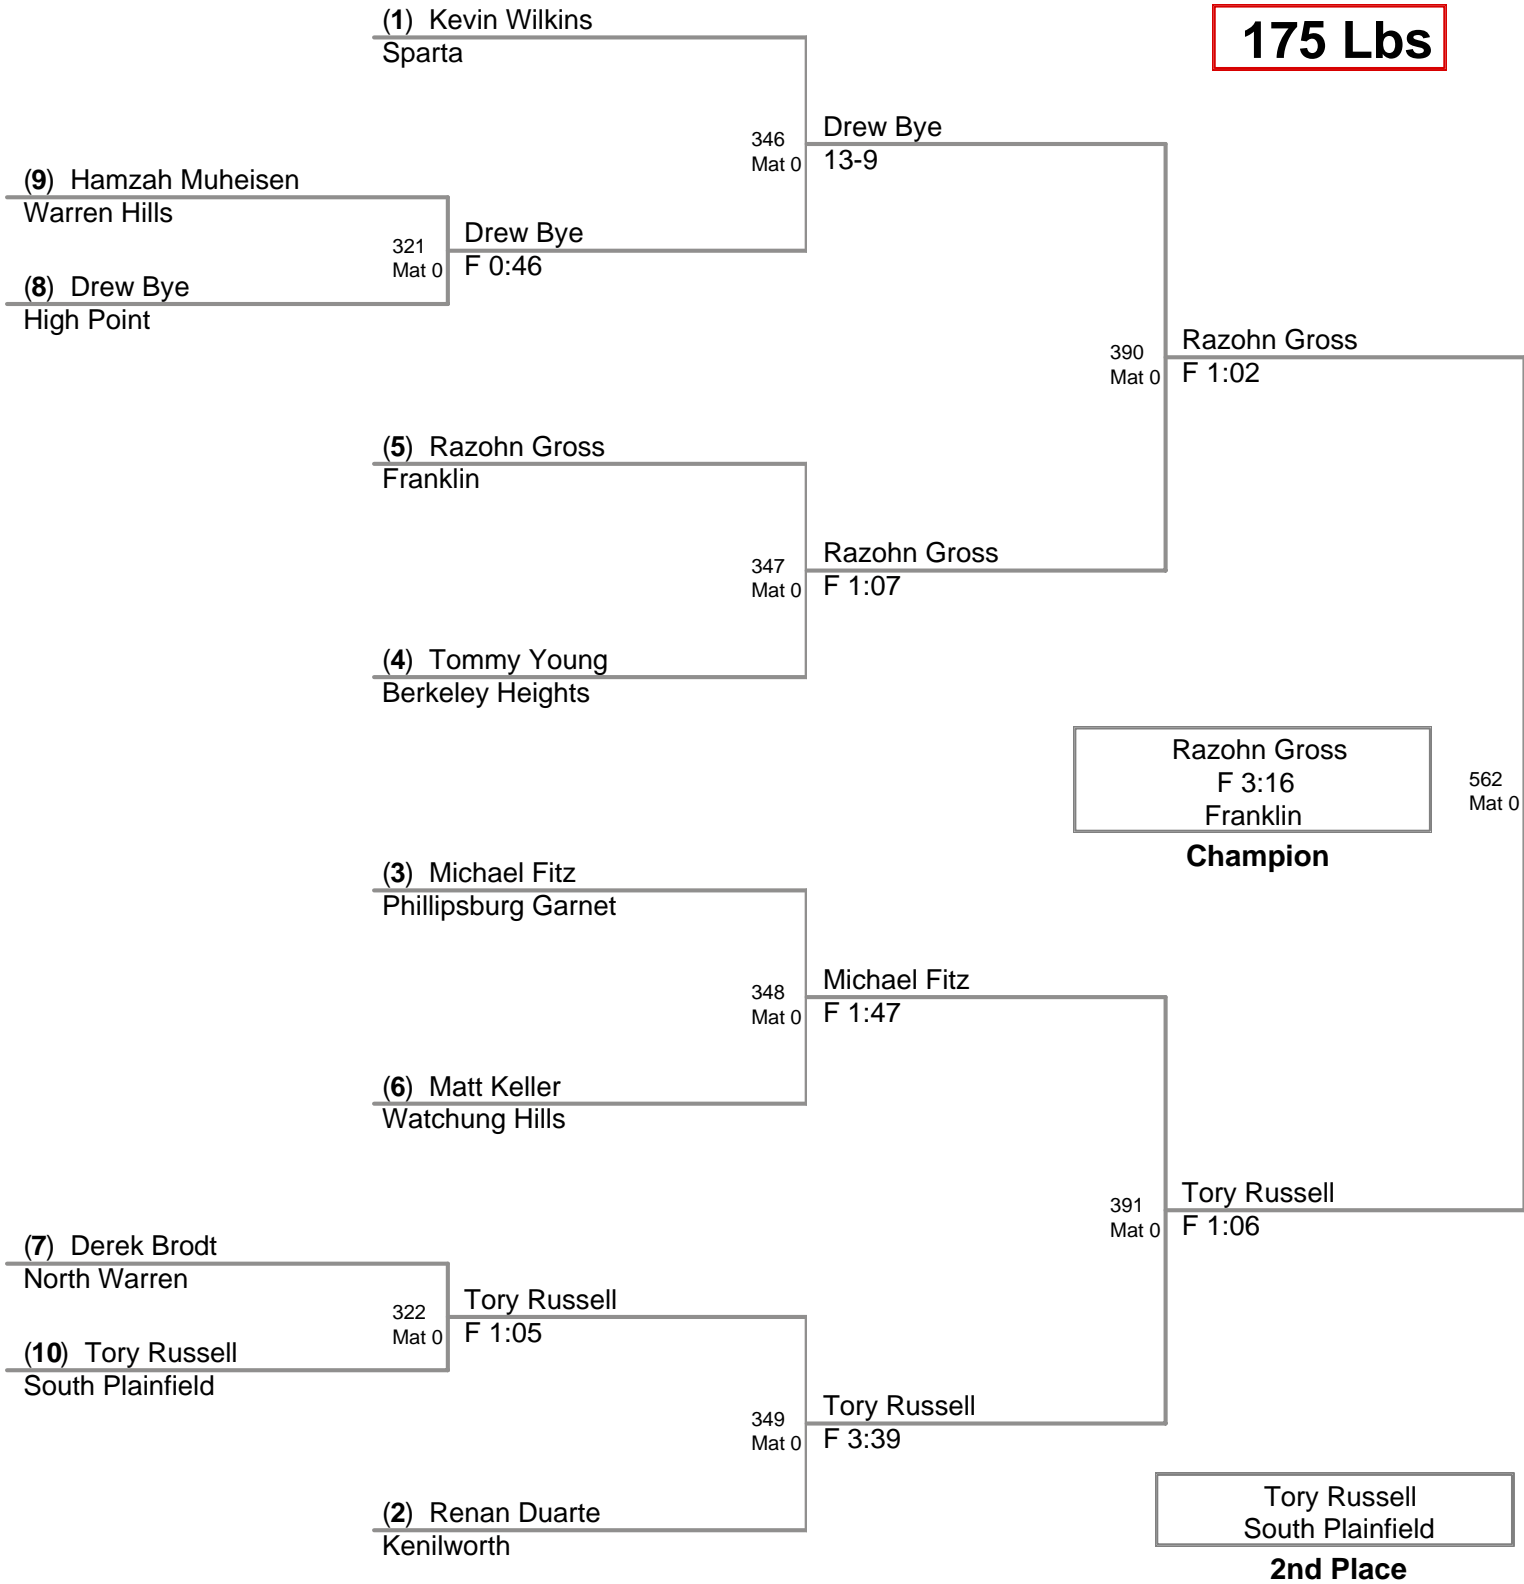 175 Lbs
(1) Kevin Wilkins
Sparta
346
Mat 0
Drew Bye
13-9
(9) Hamzah Muheisen
Warren Hills
321
Mat 0
Drew Bye
F 0:46
(8) Drew Bye
High Point
390
Mat 0
Razohn Gross
F 1:02
(5) Razohn Gross
Franklin
347
Mat 0
Razohn Gross
F 1:07
(4) Tommy Young
Berkeley Heights
Razohn Gross
F 3:16
Franklin
Champion
562
Mat 0
(3) Michael Fitz
Phillipsburg Garnet
348
Mat 0
Michael Fitz
F 1:47
(6) Matt Keller
Watchung Hills
391
Mat 0
Tory Russell
F 1:06
(7) Derek Brodt
North Warren
322
Mat 0
Tory Russell
F 1:05
(10) Tory Russell
South Plainfield
349
Mat 0
Tory Russell
F 3:39
(2) Renan Duarte
Kenilworth
Tory Russell
South Plainfield
2nd Place